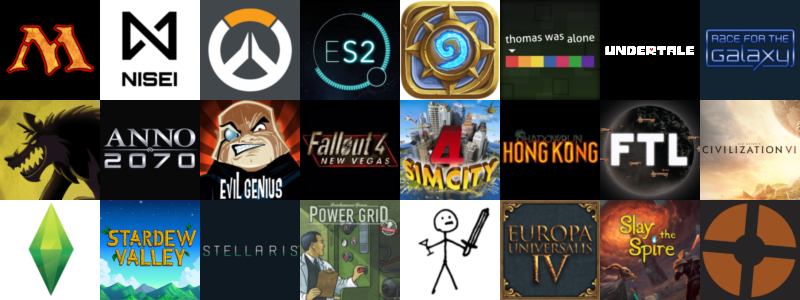 M
NISEI
ES2
thomas was alone
UNDERTALE
RACE FOR THE
GALAXY
ANNO
2070
EVIL GENIUS
Fallout 4
NEW VEGAS
4
SIMCITY
SHADOWRUN
HONG KONG
FTL
CIVILIZATION VI
STARDEW
VALLEY
STELLARIS
POWER GRID
EUROPA
UNIVERSALIS
IV
Slay the
Spire